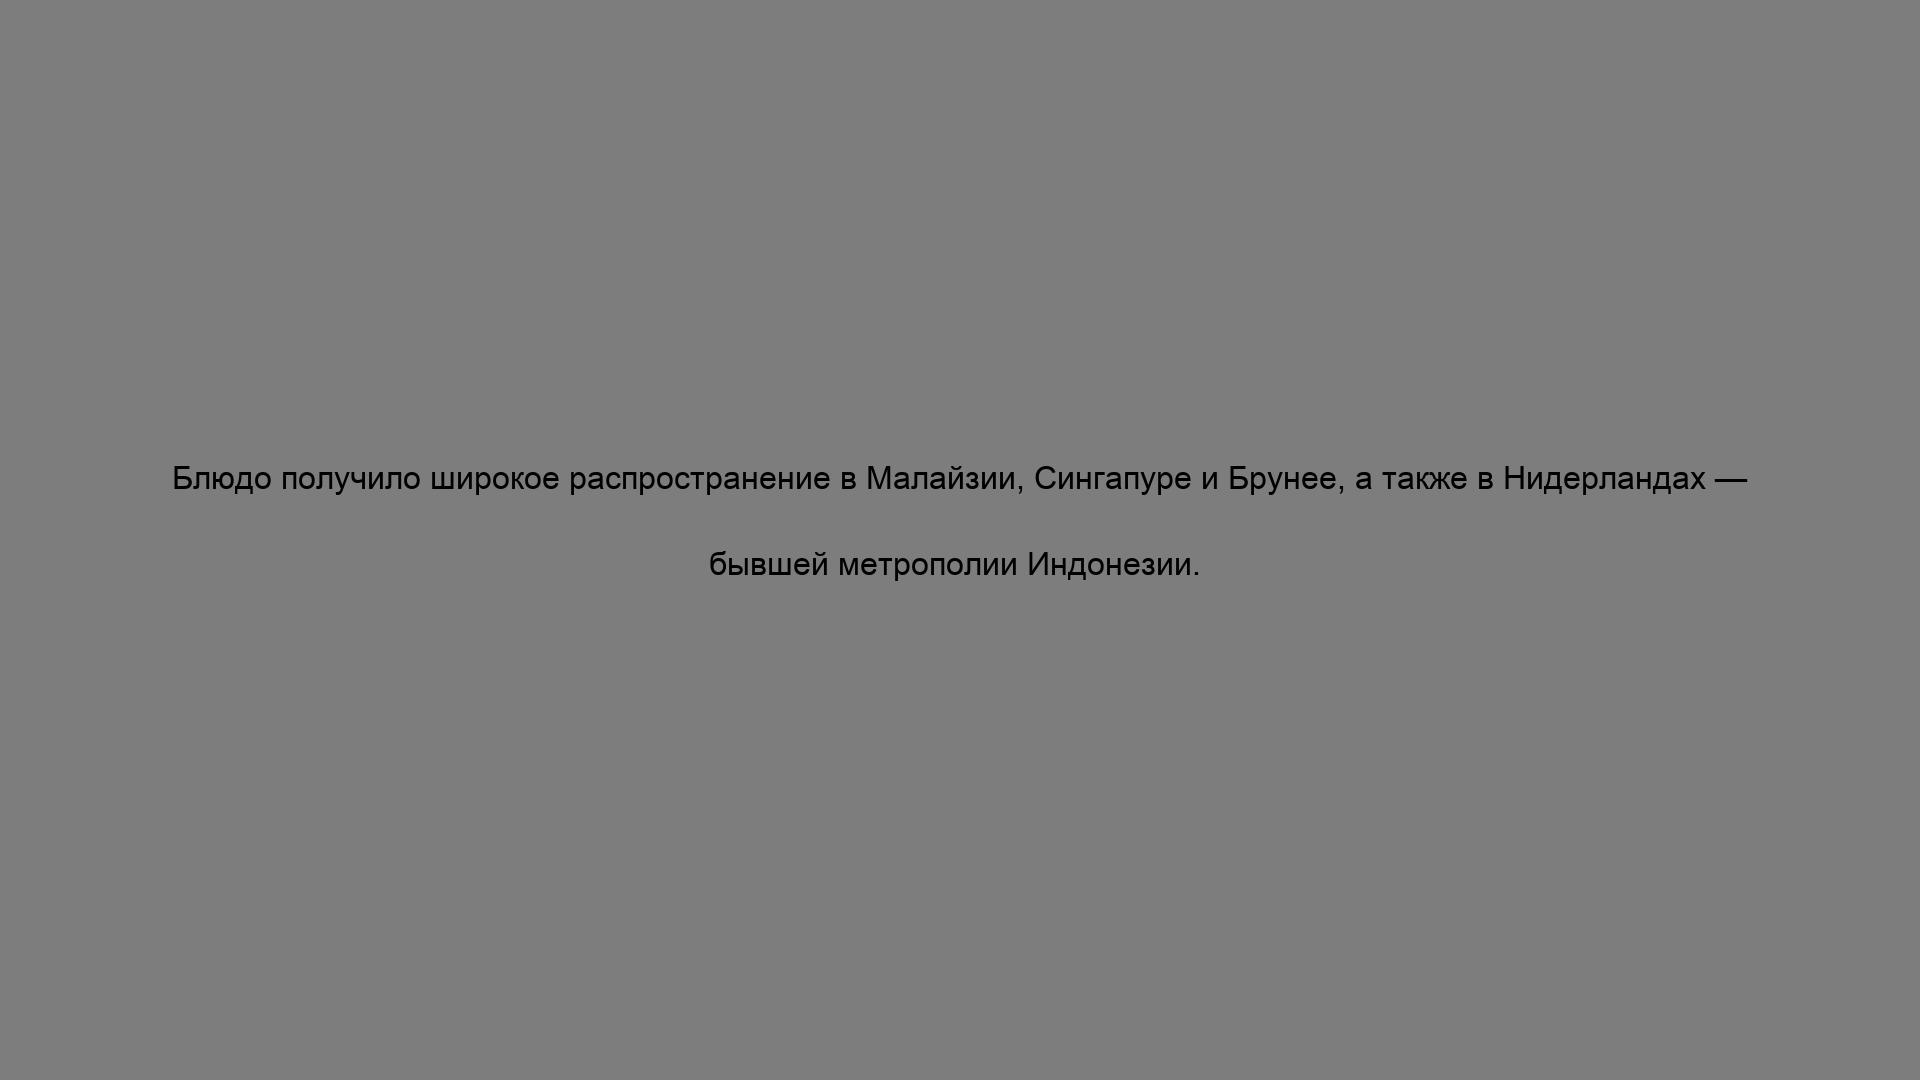 Блюдо получило широкое распространение в Малайзии, Сингапуре и Брунее, а также в Нидерландах —
бывшей метрополии Индонезии.